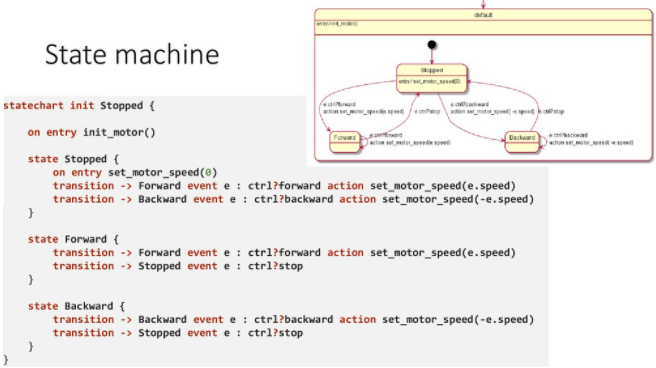 State machine
statechart init Stopped {
on entry init_motor()
state Stopped {
on entry set_motor_speed(0)
transition -> Forward event e : ctrl?forward action set_motor_speed(e.speed)
transition -> Backward event e : ctrl?backward action set_motor_speed(-e.speed)
}
state Forward {
transition -> Forward event e : ctrl?forward action set_motor_speed(e.speed)
transition -> Stopped event e : ctrl?stop
}
state Backward {
transition -> Backward event e : ctrl?backward action set_motor_speed(-e.speed)
transition -> Stopped event e : ctrl?stop
}
}
default
entry / init_motor()
Stopped
entry / set_motor_speed(0)
e:ctrl?forward
action set_motor_speed(e.speed)
e:ctrl?stop
e:ctrl?backward
action set_motor_speed( -e.speed)
e:ctrl?stop
Forward
e:ctrl?forward
action set_motor_speed(e.speed)
Backward
e:ctrl?backward
action set_motor_speed( -e.speed)